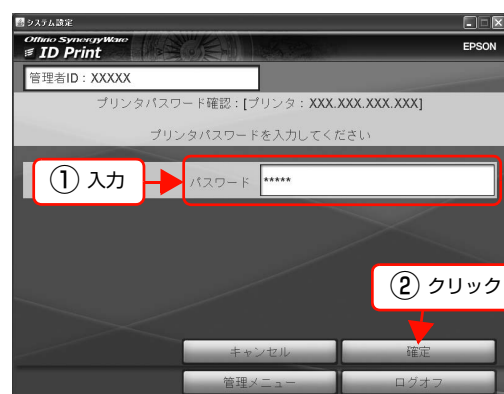 システム設定
Offirio SynergyWare
ID Print
EPSON
管理者ID：XXXXX
プリンタパスワード確認：[プリンタ：XXX.XXX.XXX.XXX]
プリンタパスワードを入力してください
① 入力
パスワード *****
② クリック
キャンセル 確定
管理メニュー ログオフ